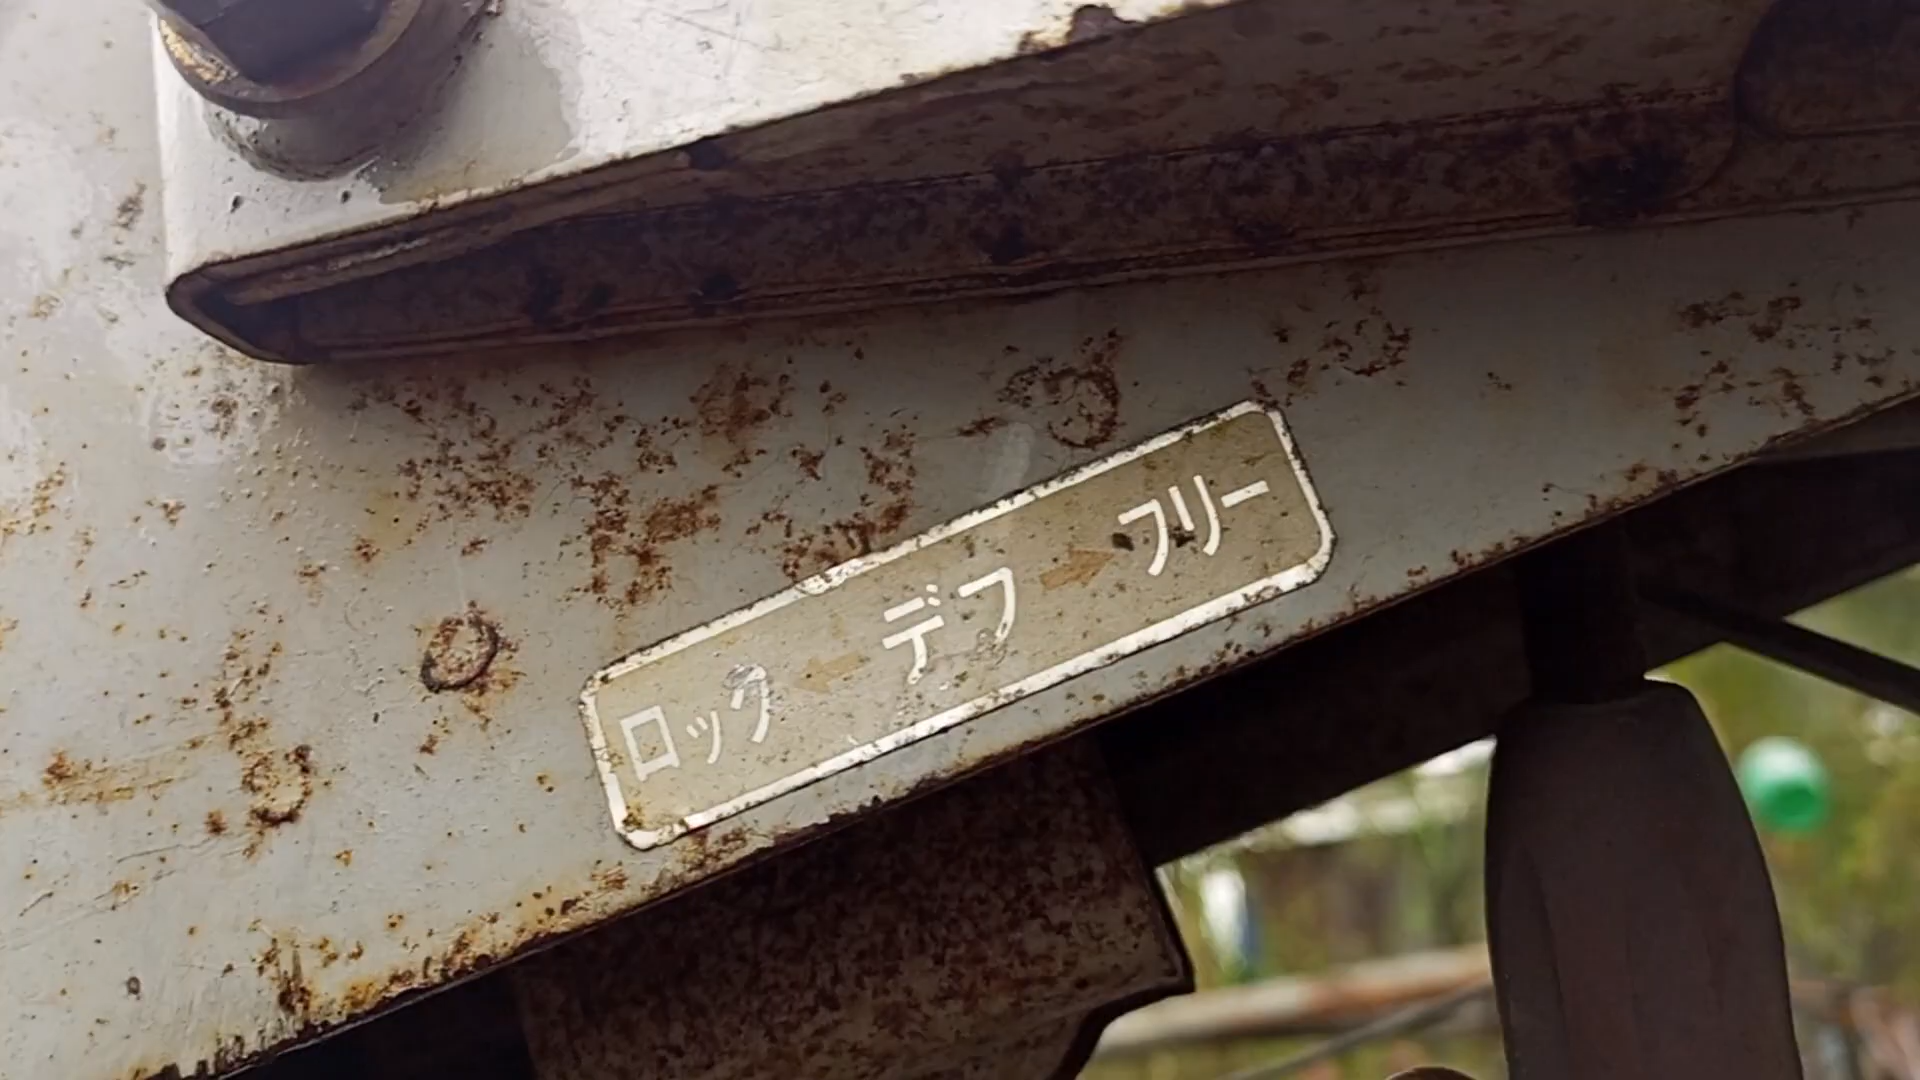 ロック ← デフ → フリー